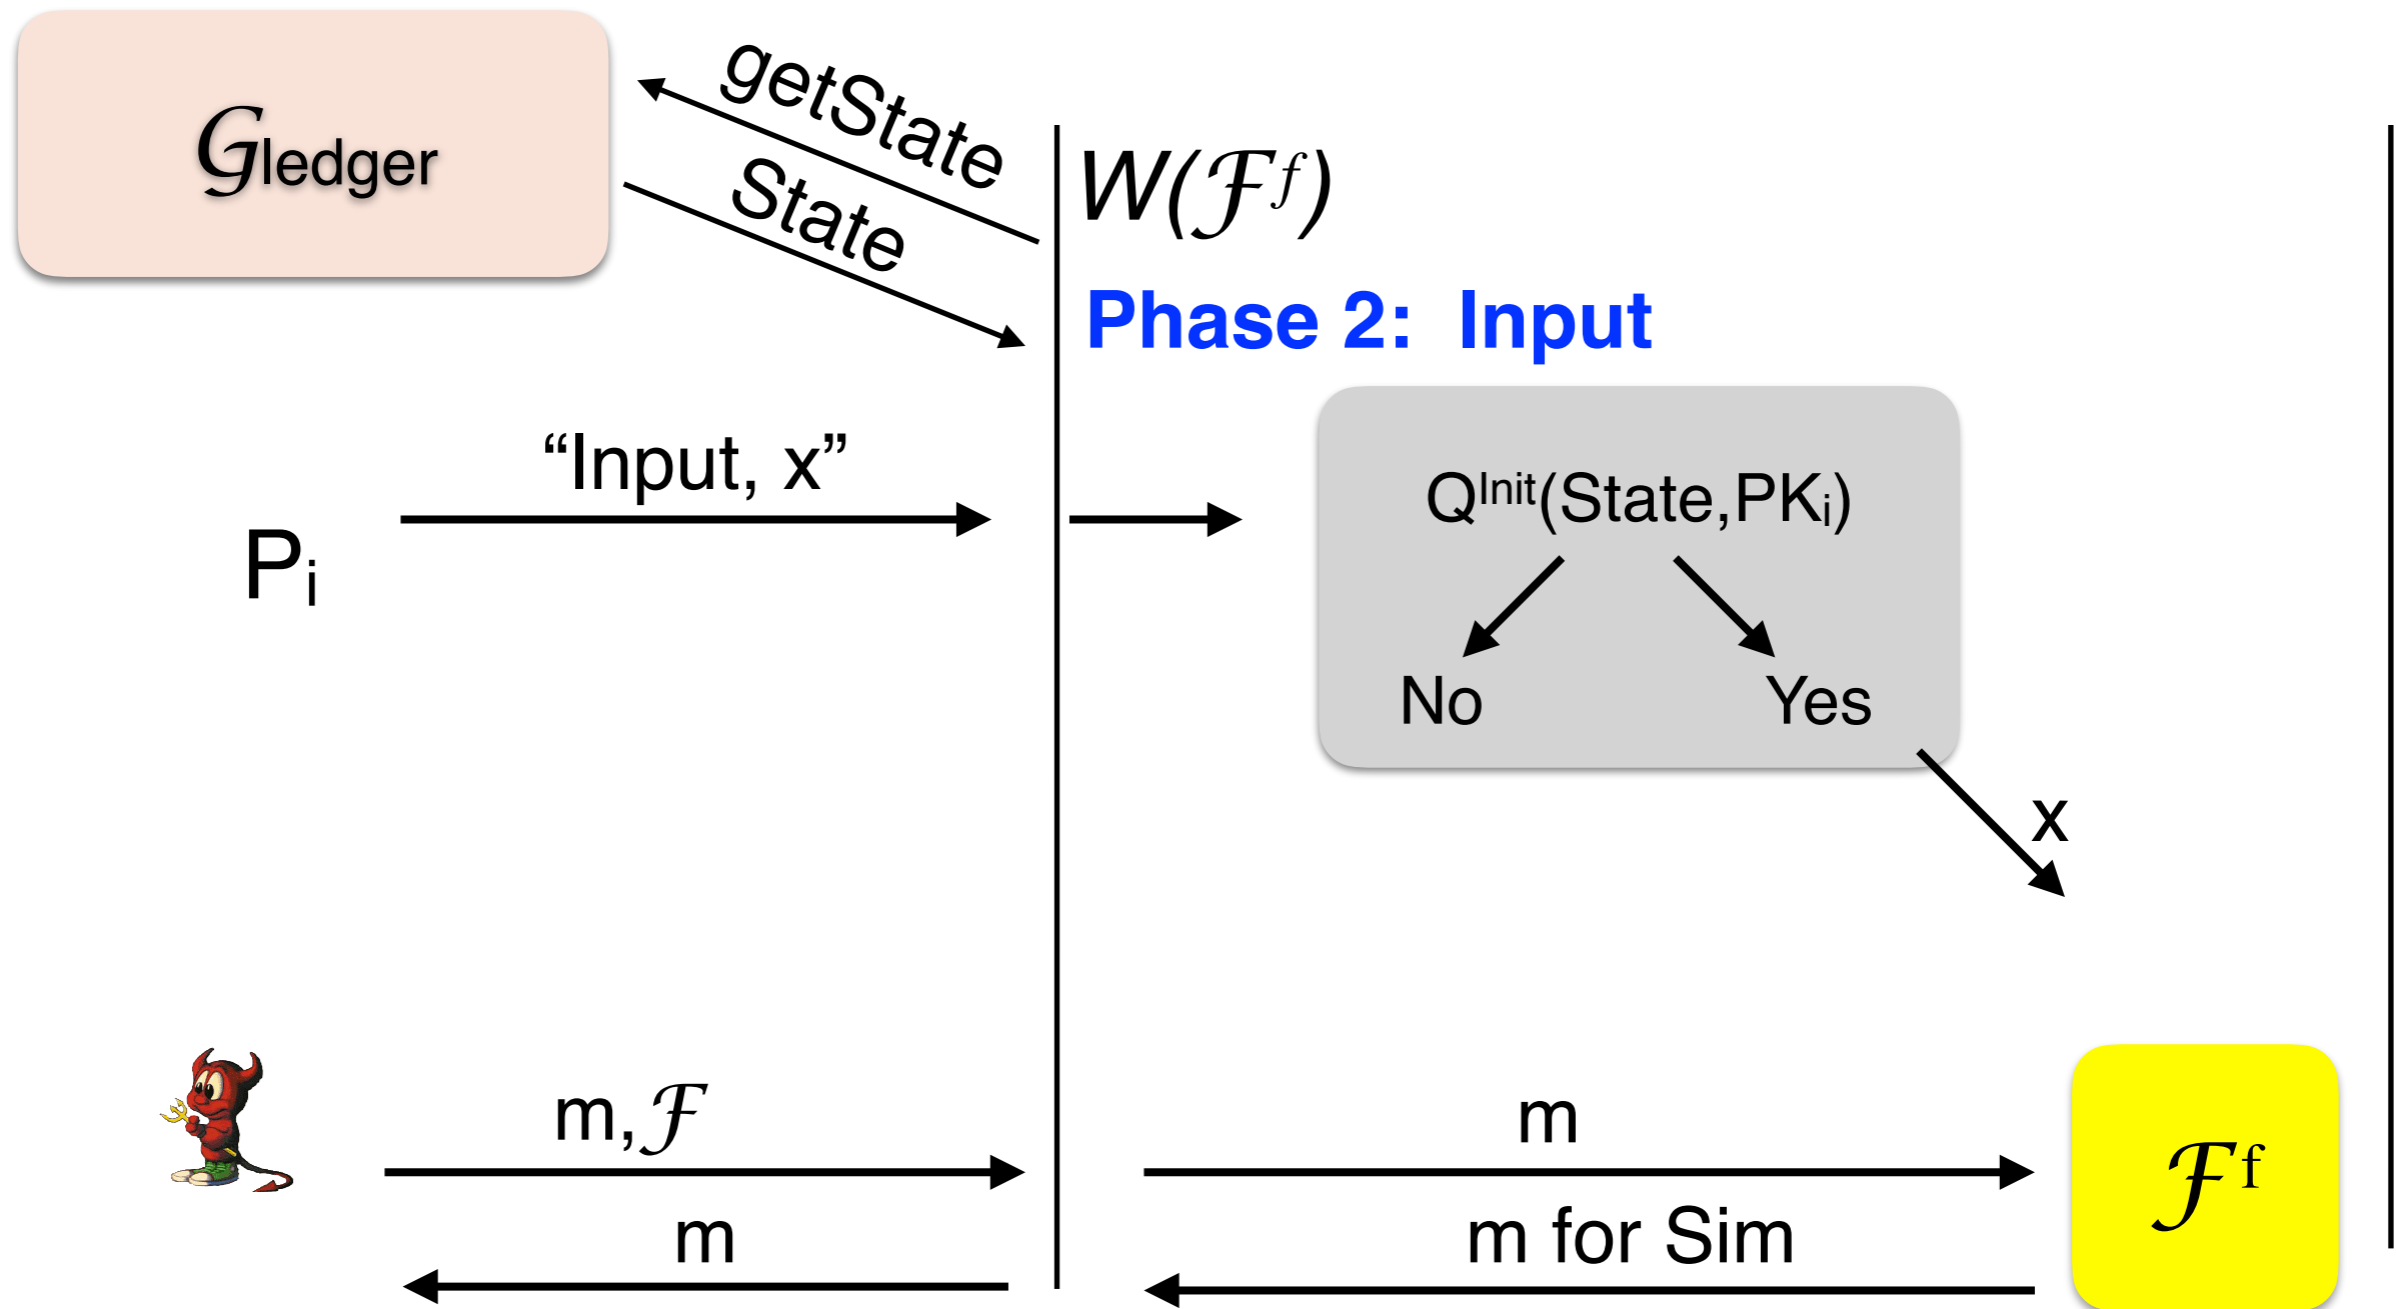 getState
State
𝒢ledger
W(ℱᶠ)
Phase 2: Input
“Input, x”
Pᵢ
Qᴵⁿⁱᵗ(State,PKᵢ)
No Yes
x
m,ℱ
m
m
m for Sim
ℱᶠ